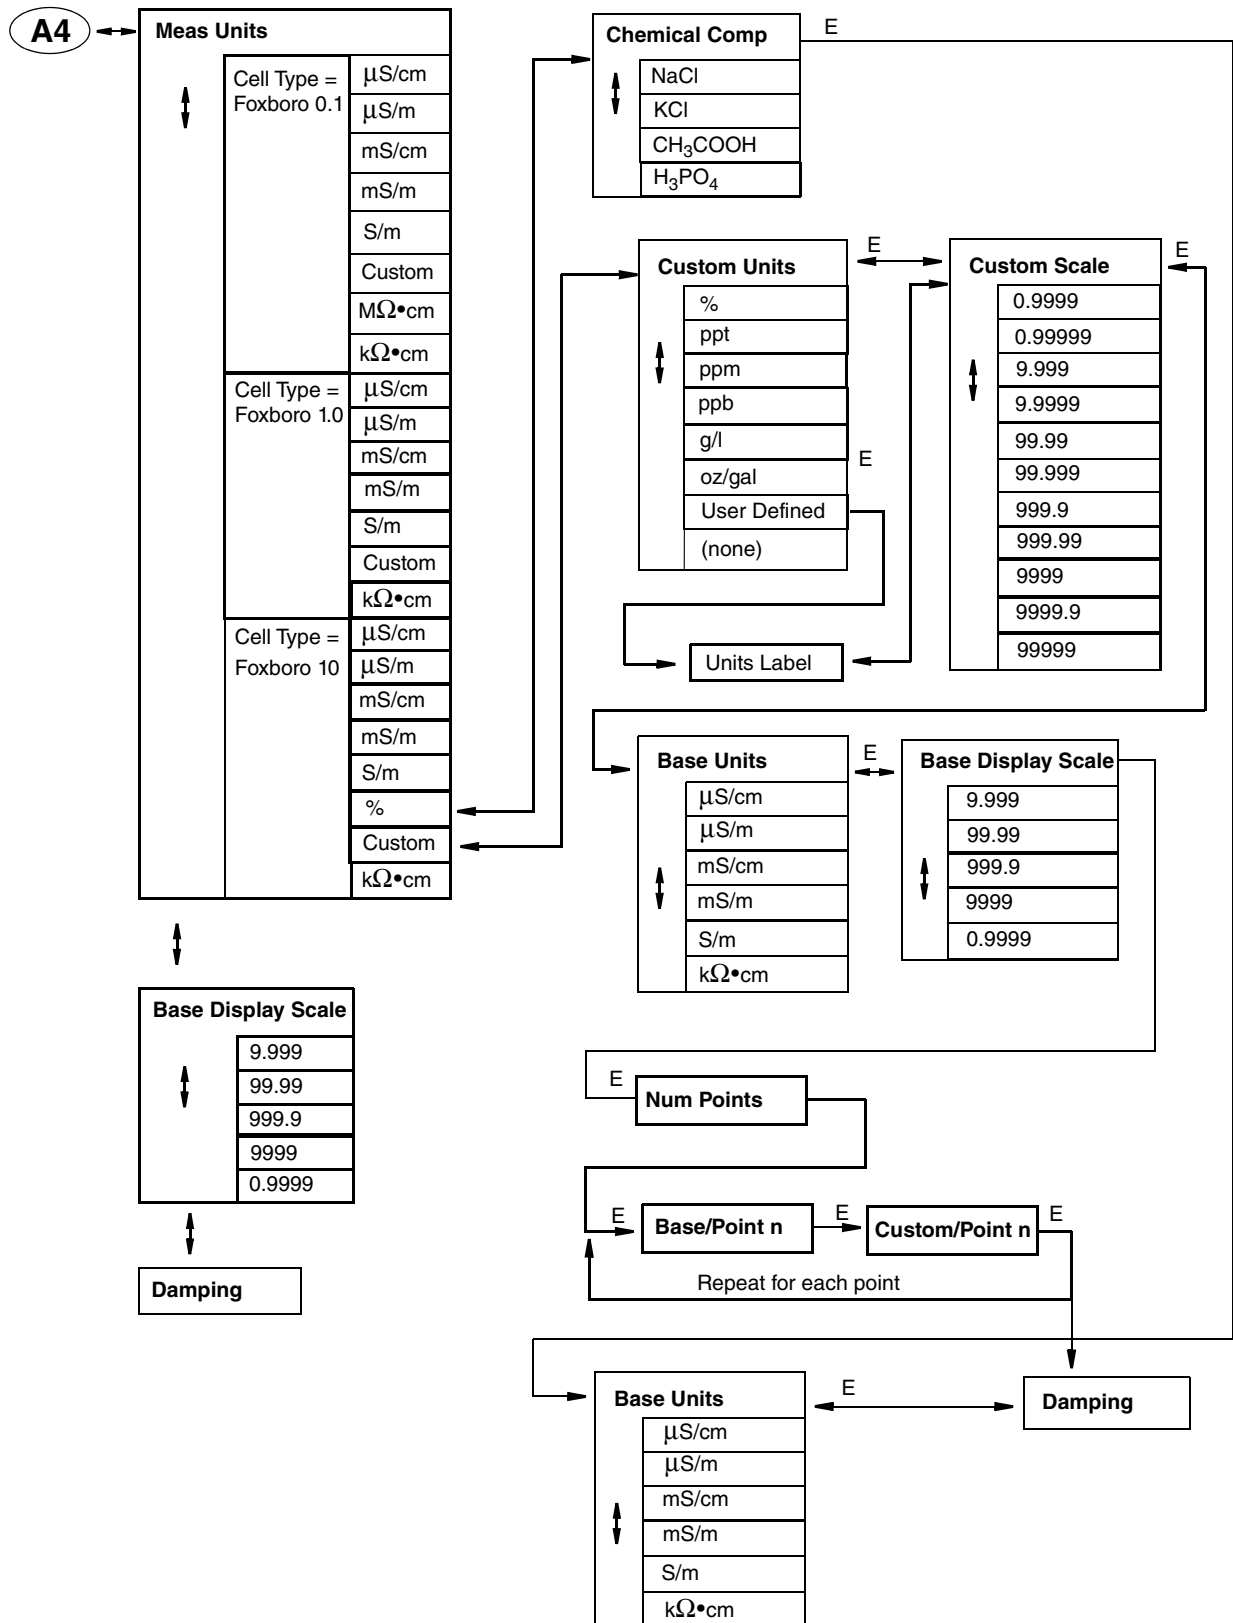 A4
Meas Units
Cell Type =
Foxboro 0.1
µS/cm
µS/m
mS/cm
mS/m
S/m
Custom
MΩ•cm
kΩ•cm
Cell Type =
Foxboro 1.0
µS/cm
µS/m
mS/cm
mS/m
S/m
Custom
kΩ•cm
Cell Type =
Foxboro 10
µS/cm
µS/m
mS/cm
mS/m
S/m
%
Custom
kΩ•cm
Base Display Scale
9.999
99.99
999.9
9999
0.9999
Damping
Chemical Comp
E
NaCl
KCl
CH₃COOH
H₃PO₄
Custom Units
E
%
ppt
ppm
ppb
g/l
E
oz/gal
User Defined
(none)
Units Label
Custom Scale
E
0.9999
0.99999
9.999
9.9999
99.99
99.999
999.9
999.99
9999
9999.9
99999
Base Units
E
µS/cm
µS/m
mS/cm
mS/m
S/m
kΩ•cm
Base Display Scale
9.999
99.99
999.9
9999
0.9999
E
Num Points
E
Base/Point n
E
Custom/Point n
E
Repeat for each point
Base Units
E
µS/cm
µS/m
mS/cm
mS/m
S/m
kΩ•cm
Damping